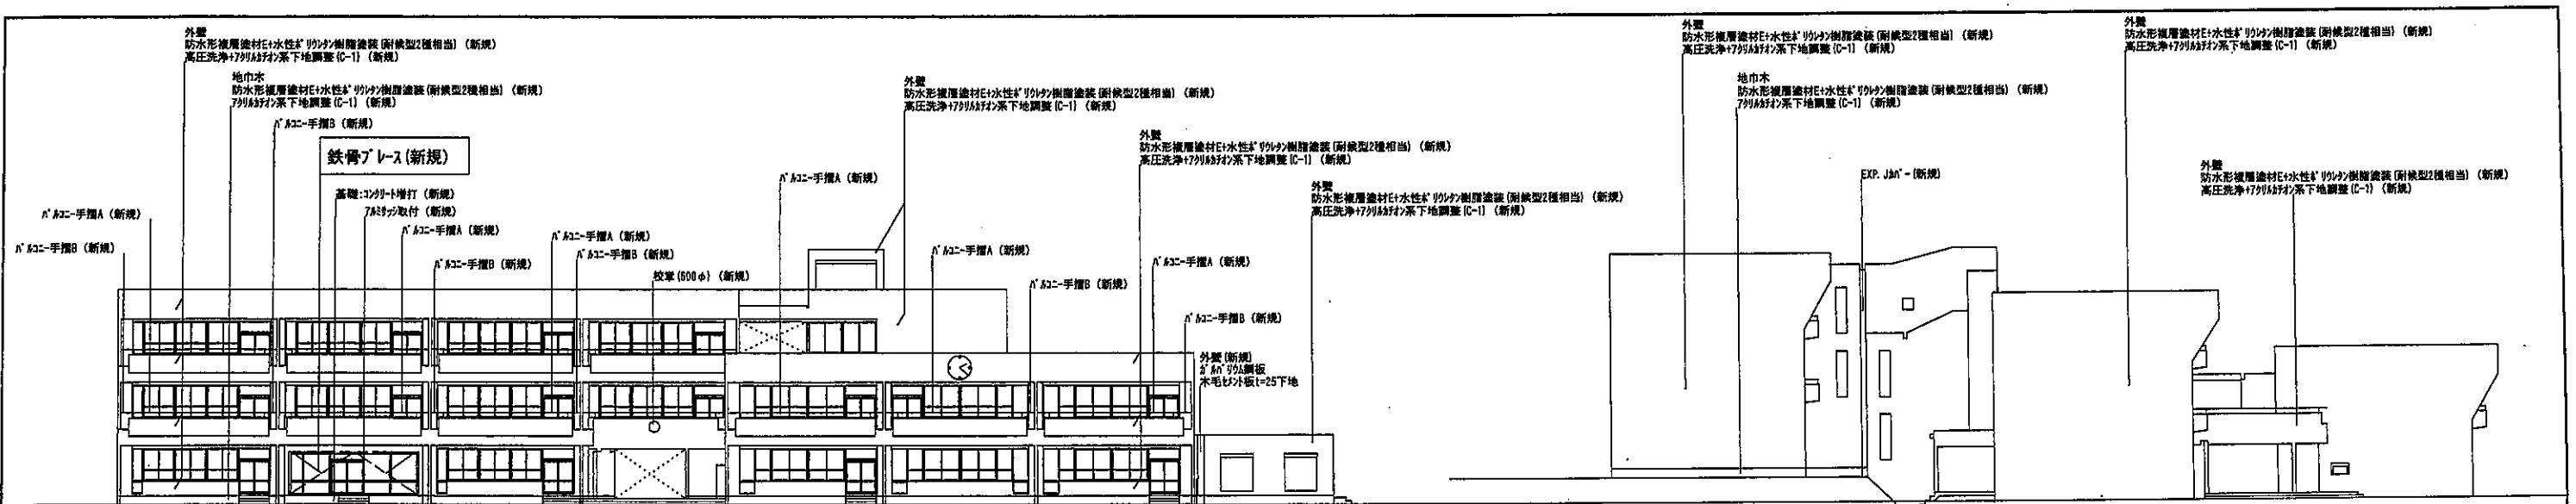 外壁
防水形複層塗材E+水性ポリウレタン樹脂塗装(耐候型2種相当)(新規)
高圧洗浄+アクリルカチオン系下地調整(C-1)(新規)
地巾木
防水形複層塗材E+水性ポリウレタン樹脂塗装(耐候型2種相当)(新規)
アクリルカチオン系下地調整(C-1)(新規)
バルコニー手摺B(新規)
鉄骨ブレース(新規)
基礎:コンクリート増打(新規)
アルミサッシ取付(新規)
バルコニー手摺A(新規)
バルコニー手摺B(新規)
バルコニー手摺A(新規)
バルコニー手摺B(新規)
バルコニー手摺A(新規)
バルコニー手摺B(新規)
校章(600φ)(新規)
バルコニー手摺A(新規)
外壁
防水形複層塗材E+水性ポリウレタン樹脂塗装(耐候型2種相当)(新規)
高圧洗浄+アクリルカチオン系下地調整(C-1)(新規)
バルコニー手摺A(新規)
バルコニー手摺B(新規)
外壁
防水形複層塗材E+水性ポリウレタン樹脂塗装(耐候型2種相当)(新規)
高圧洗浄+アクリルカチオン系下地調整(C-1)(新規)
バルコニー手摺A(新規)
バルコニー手摺B(新規)
外壁(新規)
ガルバリウム鋼板
木毛セメント板t=25下地
外壁
防水形複層塗材E+水性ポリウレタン樹脂塗装(耐候型2種相当)(新規)
高圧洗浄+アクリルカチオン系下地調整(C-1)(新規)
外壁
防水形複層塗材E+水性ポリウレタン樹脂塗装(耐候型2種相当)(新規)
高圧洗浄+アクリルカチオン系下地調整(C-1)(新規)
地巾木
防水形複層塗材E+水性ポリウレタン樹脂塗装(耐候型2種相当)(新規)
アクリルカチオン系下地調整(C-1)(新規)
EXP. Jカバー(新規)
外壁
防水形複層塗材E+水性ポリウレタン樹脂塗装(耐候型2種相当)(新規)
高圧洗浄+アクリルカチオン系下地調整(C-1)(新規)
外壁
防水形複層塗材E+水性ポリウレタン樹脂塗装(耐候型2種相当)(新規)
高圧洗浄+アクリルカチオン系下地調整(C-1)(新規)